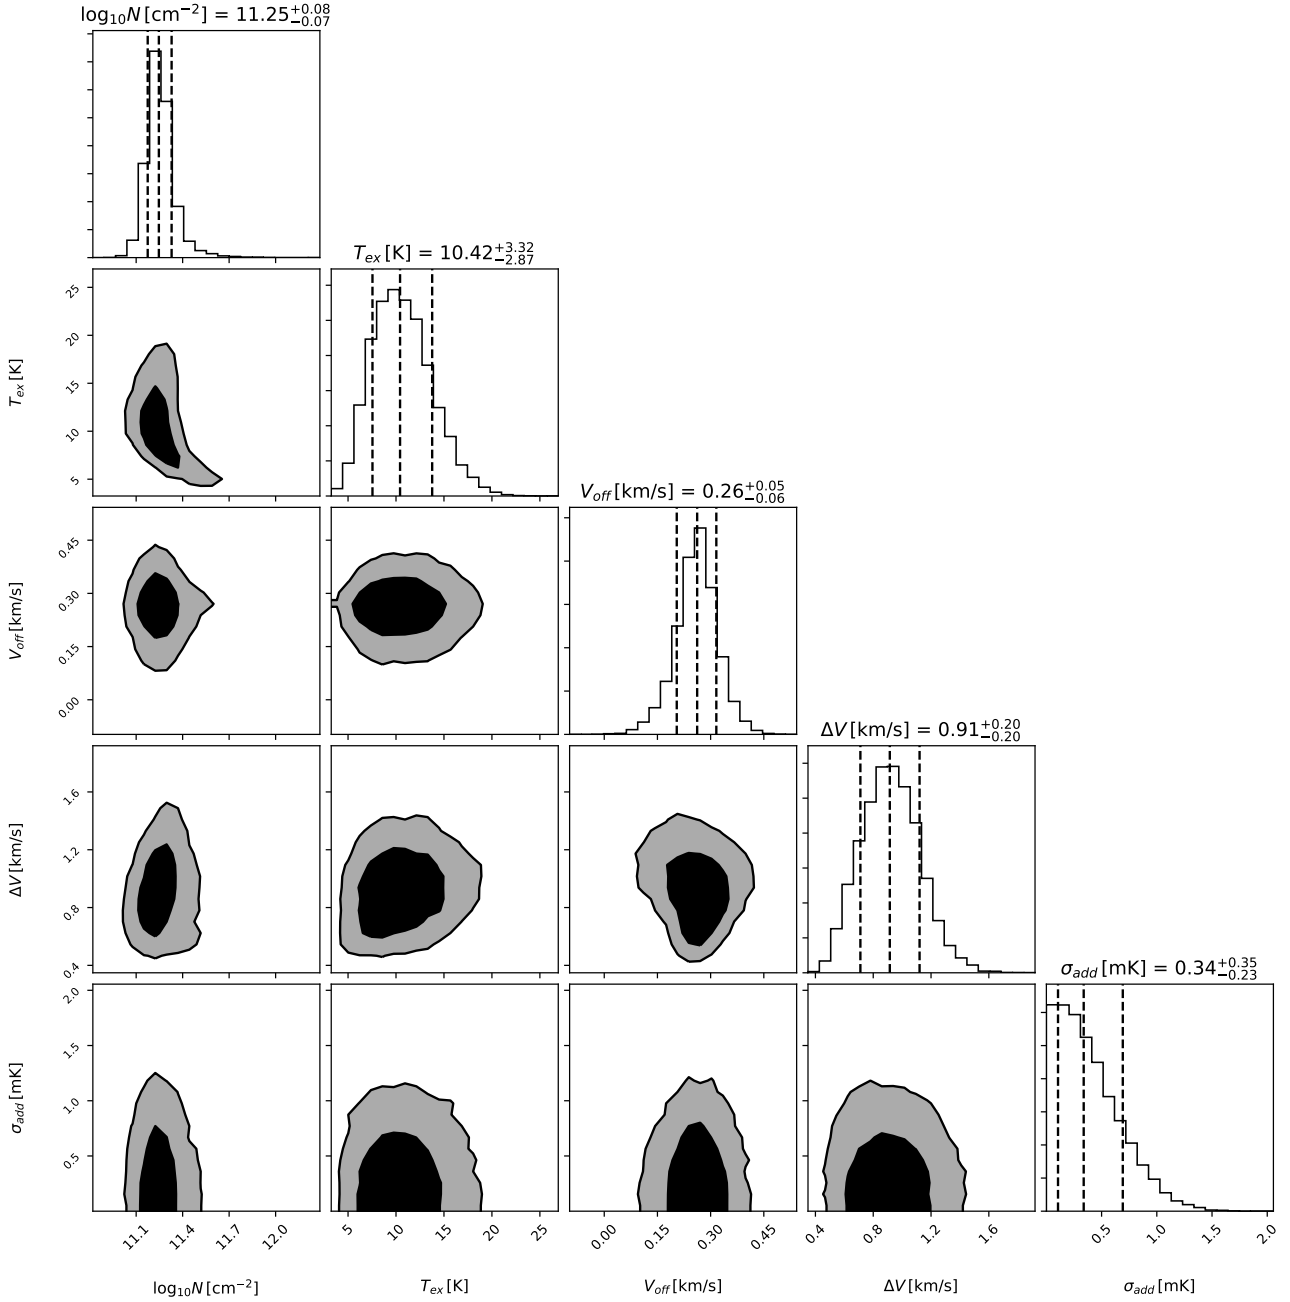 log₁₀N [cm⁻²] = 11.25 +0.08 −0.07
T_ex [K] = 10.42 +3.32 −2.87
25
20
15
10
5
T_ex [K]
V_off [km/s] = 0.26 +0.05 −0.06
0.45
0.30
0.15
0.00
V_off [km/s]
ΔV [km/s] = 0.91 +0.20 −0.20
1.6
1.2
0.8
0.4
ΔV [km/s]
σ_add [mK] = 0.34 +0.35 −0.23
2.0
1.5
1.0
0.5
σ_add [mK]
11.1 11.4 11.7 12.0 5 10 15 20 25 0.00 0.15 0.30 0.45 0.4 0.8 1.2 1.6 0.5 1.0 1.5 2.0
log₁₀N [cm⁻²] T_ex [K] V_off [km/s] ΔV [km/s] σ_add [mK]